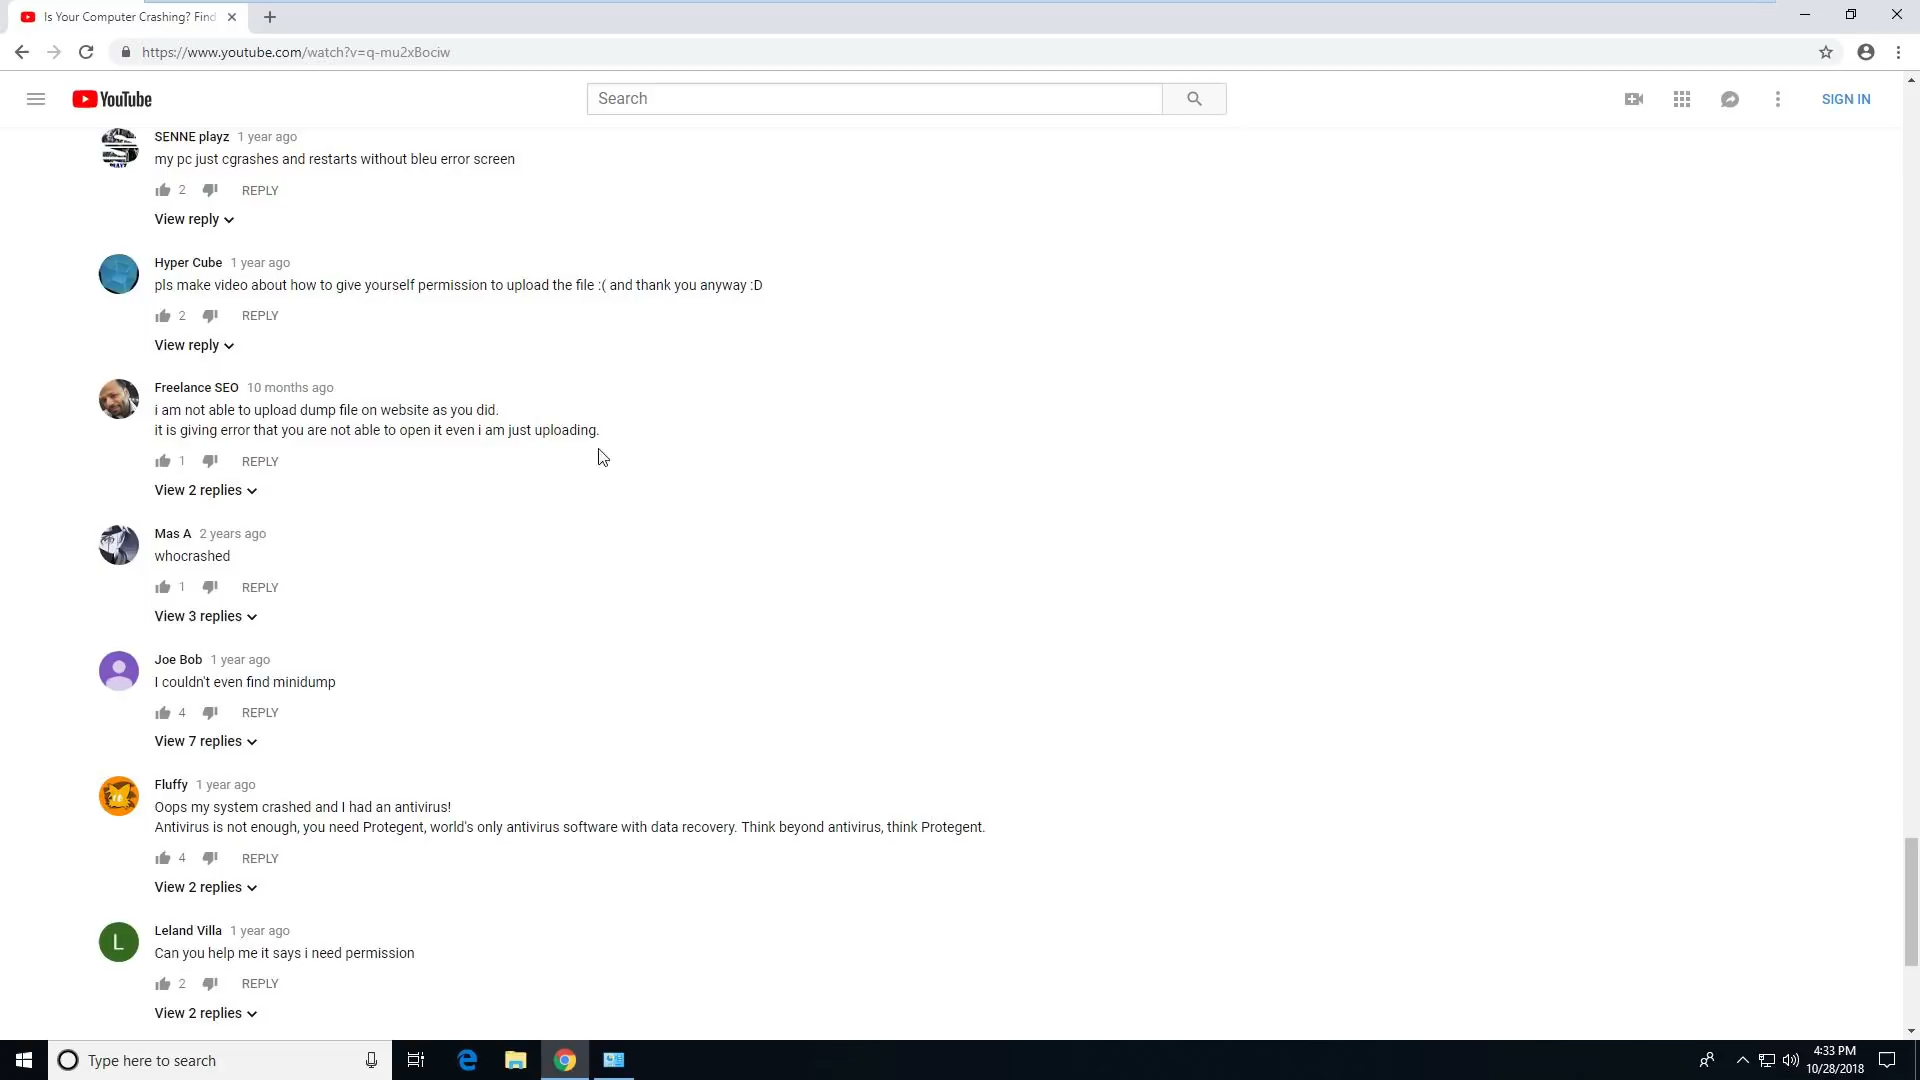 Is Your Computer Crashing? Find
https://www.youtube.com/watch?v=q-mu2xBociw
YouTube
Search
SIGN IN
SENNE playz 1 year ago
my pc just cgrashes and restarts without bleu error screen
2 REPLY
View reply
Hyper Cube 1 year ago
pls make video about how to give yourself permission to upload the file :( and thank you anyway :D
2 REPLY
View reply
Freelance SEO 10 months ago
i am not able to upload dump file on website as you did.
it is giving error that you are not able to open it even i am just uploading.
1 REPLY
View 2 replies
Mas A 2 years ago
whocrashed
1 REPLY
View 3 replies
Joe Bob 1 year ago
I couldn't even find minidump
4 REPLY
View 7 replies
Fluffy 1 year ago
Oops my system crashed and I had an antivirus!
Antivirus is not enough, you need Protegent, world's only antivirus software with data recovery. Think beyond antivirus, think Protegent.
4 REPLY
View 2 replies
L
Leland Villa 1 year ago
Can you help me it says i need permission
2 REPLY
View 2 replies
Type here to search
4:33 PM
10/28/2018